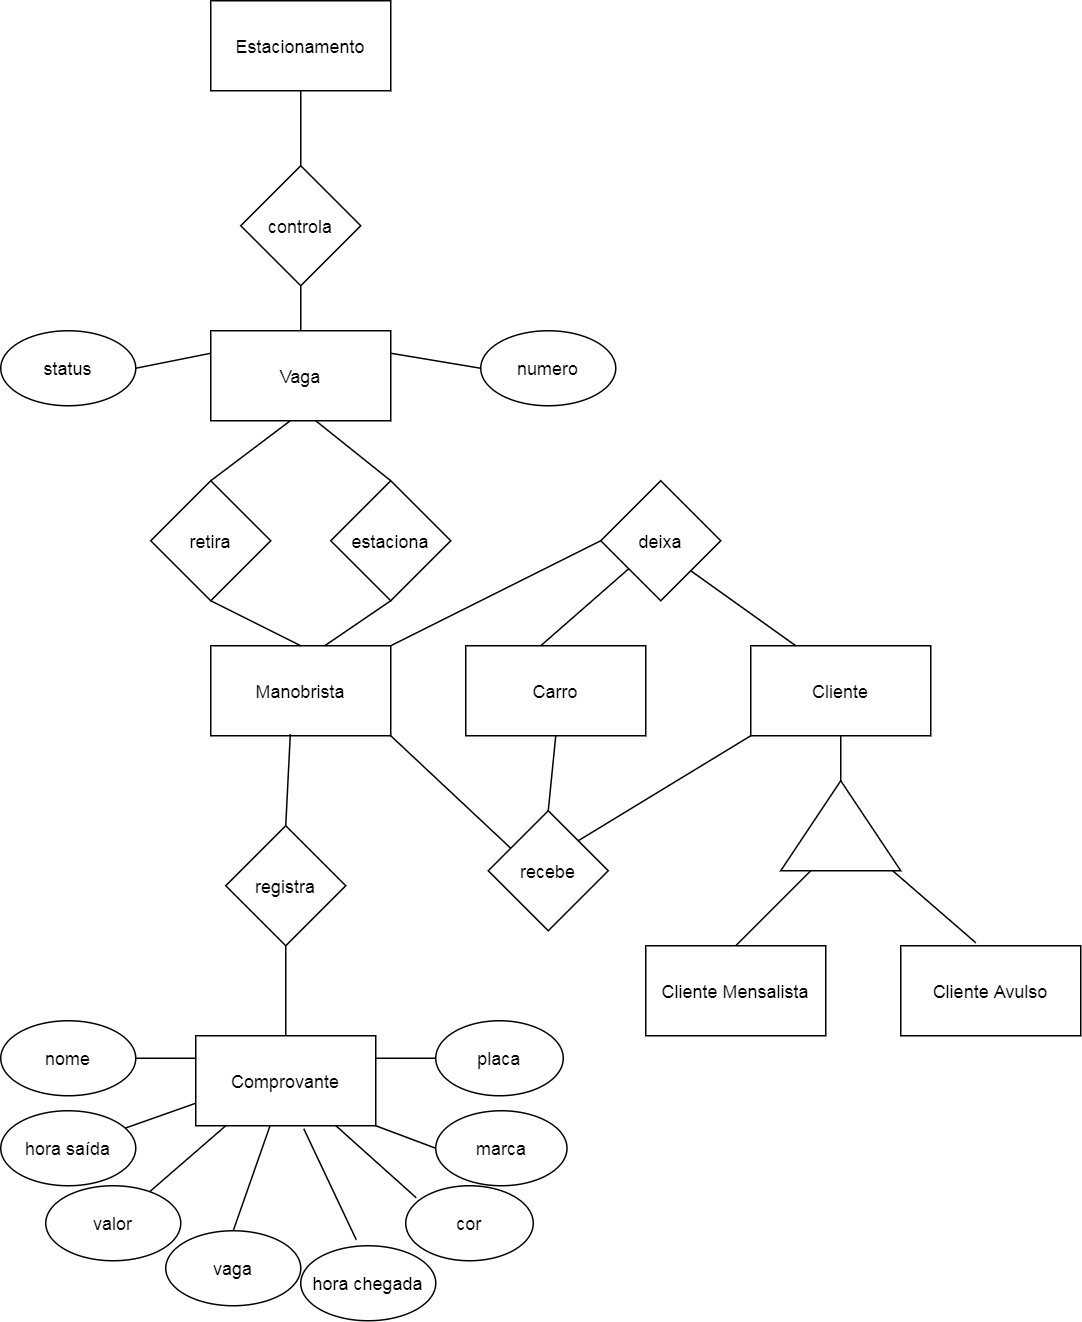 Estacionamento
controla
status
Vaga
numero
retira
estaciona
deixa
Manobrista
Carro
Cliente
registra
recebe
Cliente Mensalista
Cliente Avulso
nome
Comprovante
placa
hora saída
marca
valor
cor
vaga
hora chegada